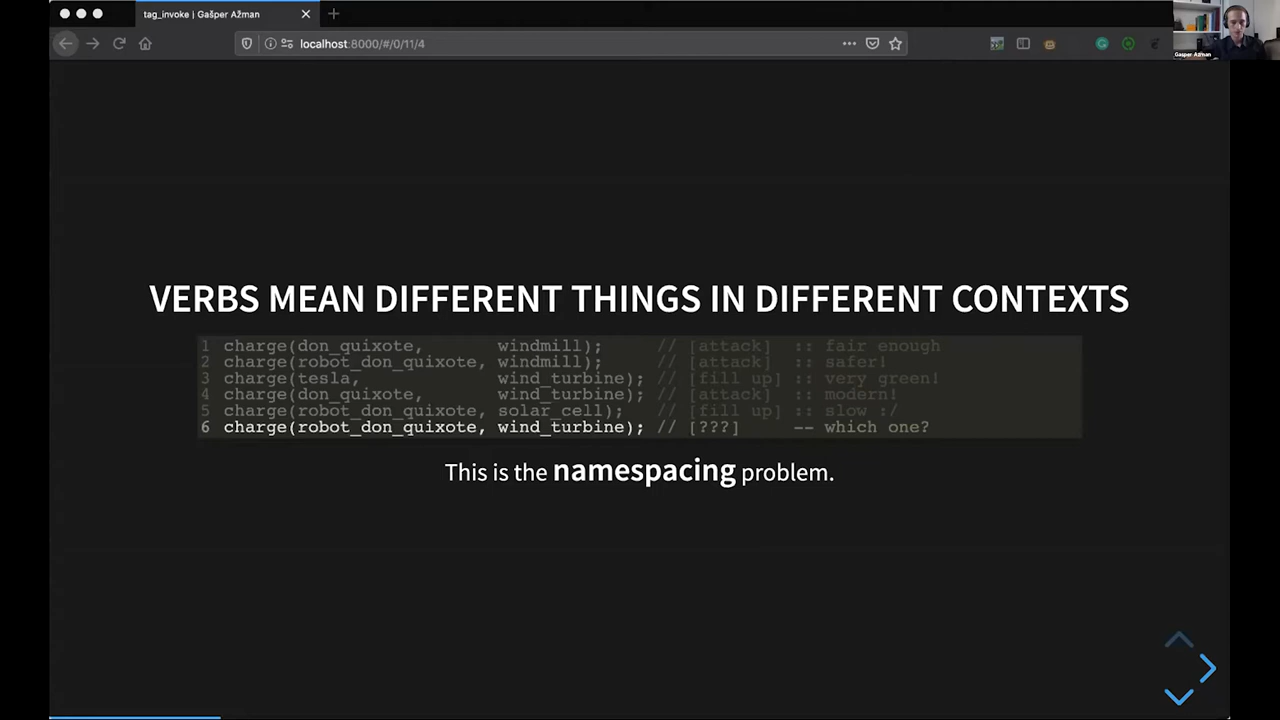 tag_invoke | Gašper Ažman
localhost:8000/#/0/11/4
Gašper Ažman
VERBS MEAN DIFFERENT THINGS IN DIFFERENT CONTEXTS
1 charge(don_quixote, windmill); // [attack] :: fair enough
2 charge(robot_don_quixote, windmill); // [attack] :: safer!
3 charge(tesla, wind_turbine); // [fill up] :: very green!
4 charge(don_quixote, wind_turbine); // [attack] :: modern!
5 charge(robot_don_quixote, solar_cell); // [fill up] :: slow :/
6 charge(robot_don_quixote, wind_turbine); // [???] -- which one?
This is the namespacing problem.